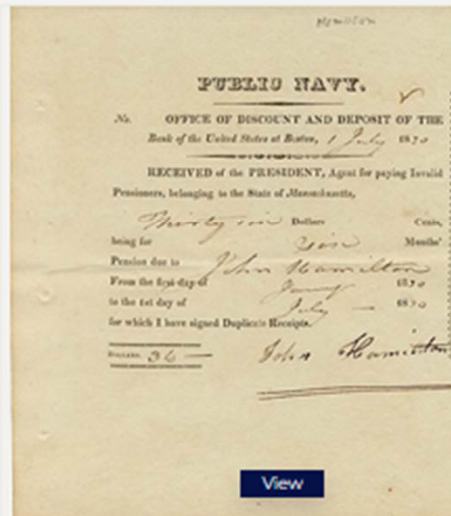 Hamilton
PUBLIC NAVY.
No. OFFICE OF DISCOUNT AND DEPOSIT OF THE
Bank of the United States at Boston, 1 July 1830
RECEIVED of the PRESIDENT, Agent for paying Invalid
Pensioners, belonging to the State of Massachusetts,
Thirty six Dollars Cents,
being for Six Months'
Pension due to John Hamilton
From the first day of Jany 1830
to the 1st day of July — 1830
for which I have signed Duplicate Receipts.
DOLLARS. 36 — John Hamilton
View